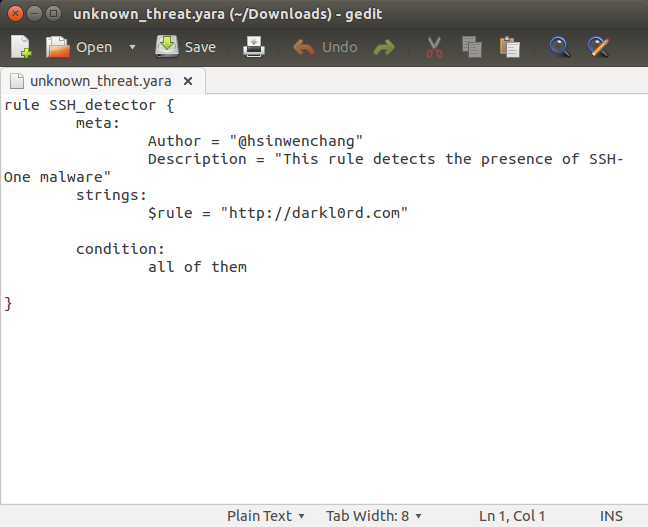 unknown_threat.yara (~/Downloads) - gedit
Open Save Undo
unknown_threat.yara
rule SSH_detector {
meta:
Author = "@hsinwenchang"
Description = "This rule detects the presence of SSH-
One malware"
strings:
$rule = "http://darkl0rd.com"
condition:
all of them
}
Plain Text Tab Width: 8 Ln 1, Col 1 INS